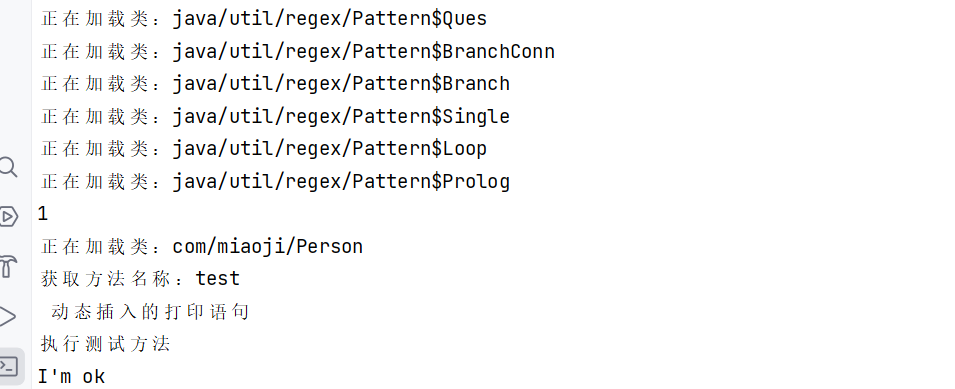 正在加载类：java/util/regex/Pattern$Ques
正在加载类：java/util/regex/Pattern$BranchConn
正在加载类：java/util/regex/Pattern$Branch
正在加载类：java/util/regex/Pattern$Single
正在加载类：java/util/regex/Pattern$Loop
正在加载类：java/util/regex/Pattern$Prolog
1
正在加载类：com/miaoji/Person
获取方法名称：test
动态插入的打印语句
执行测试方法
I'm ok